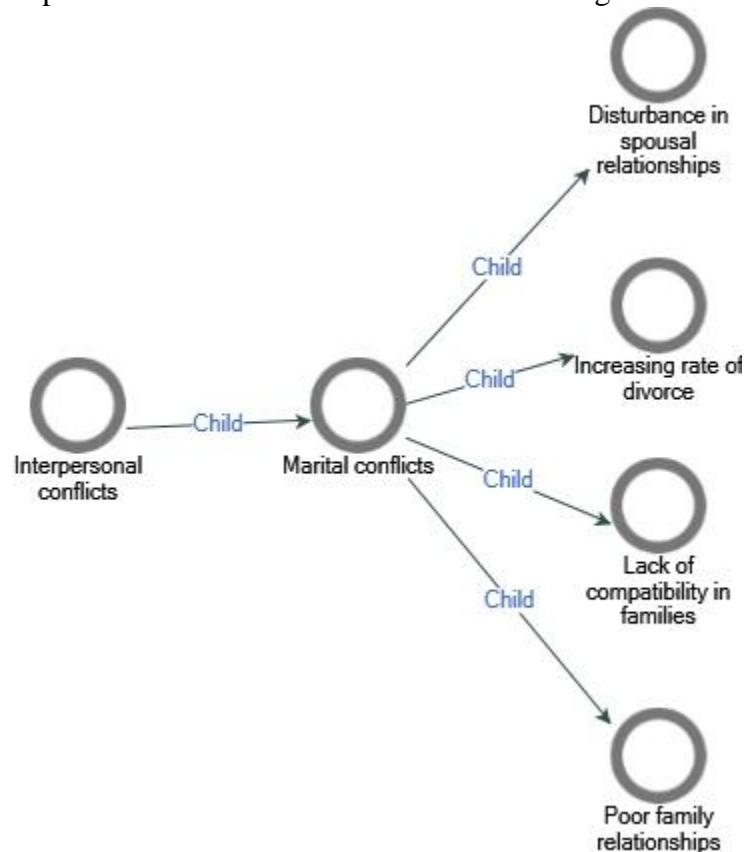 Disturbance in
spousal
relationships
Child
Increasing rate of
divorce
Child
Interpersonal
conflicts
Child
Marital conflicts
Child
Lack of
compatibility in
families
Child
Poor family
relationships